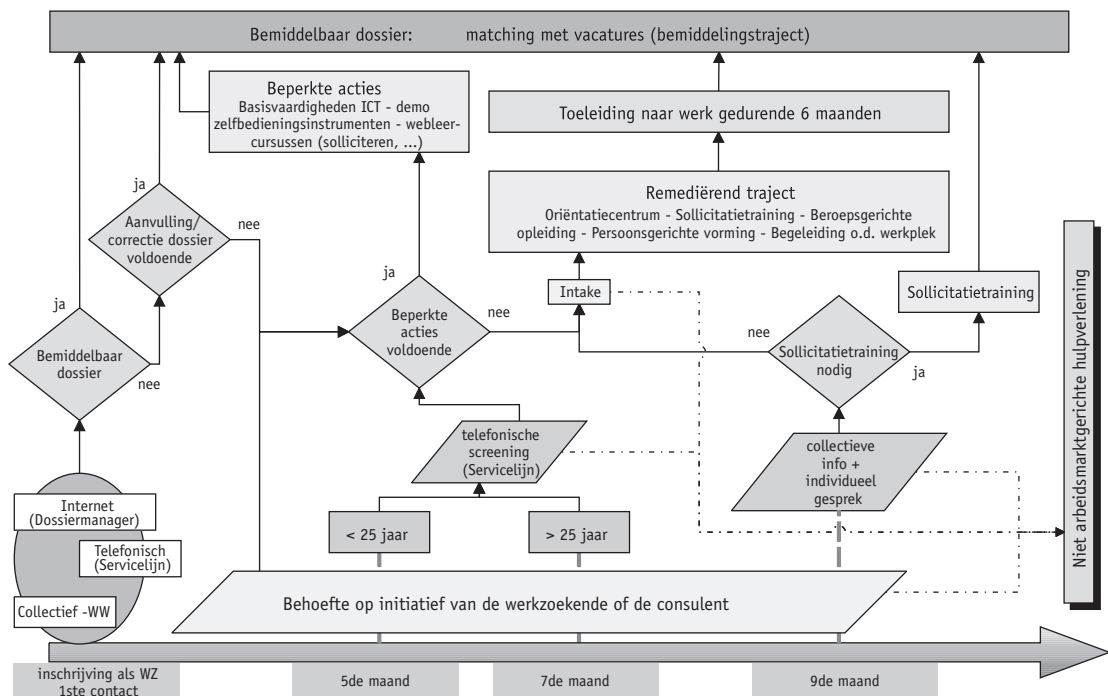 Bemiddelbaar dossier: matching met vacatures (bemiddelingstraject)
Beperkte acties
Basisvaardigheden ICT - demo
zelfbedieningsinstrumenten - webleer-
cursussen (solliciteren, ...)
Toeleiding naar werk gedurende 6 maanden
Remediërend traject
Oriëntatiecentrum - Sollicitatietraining - Beroepsgerichte
opleiding - Persoonsgerichte vorming - Begeleiding o.d. werkplek
ja
Aanvulling/
correctie dossier
voldoende
nee
ja
Bemiddelbaar
dossier
nee
ja
Beperkte
acties
voldoende
nee
Intake
nee
Sollicitatietraining
nodig
ja
Sollicitatietraining
Niet arbeidsmarktgerichte hulpverlening
telefonische
screening
(Servicelijn)
collectieve
info +
individueel
gesprek
Internet
(Dossiermanager)
Telefonisch
(Servicelijn)
Collectief -WW
< 25 jaar
> 25 jaar
Behoefte op initiatief van de werkzoekende of de consulent
inschrijving als WZ
1ste contact
5de maand
7de maand
9de maand